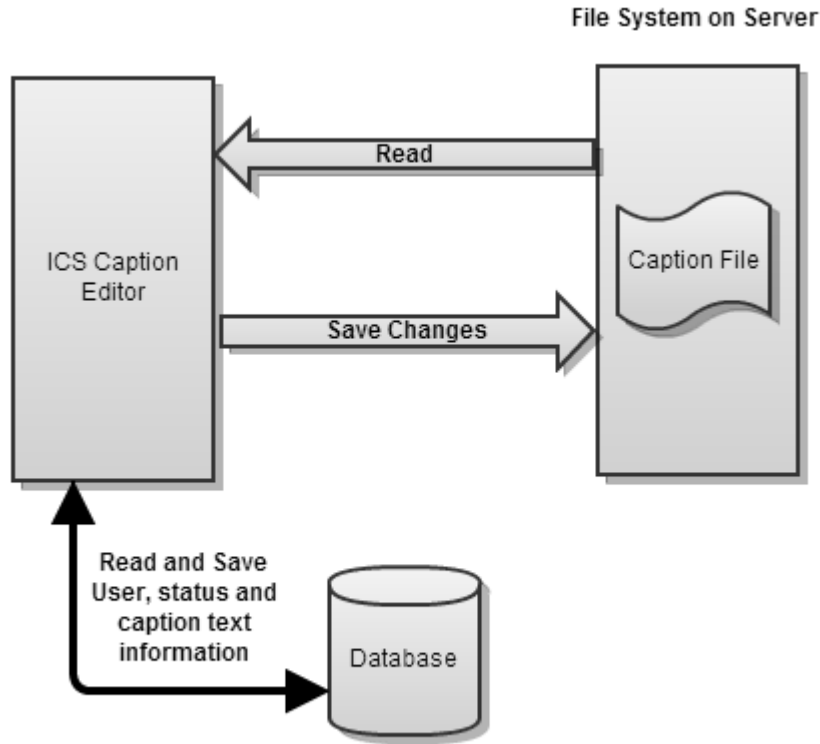 File System on Server
Read
ICS Caption
Editor
Caption File
Save Changes
Read and Save
User, status and
caption text
information
Database